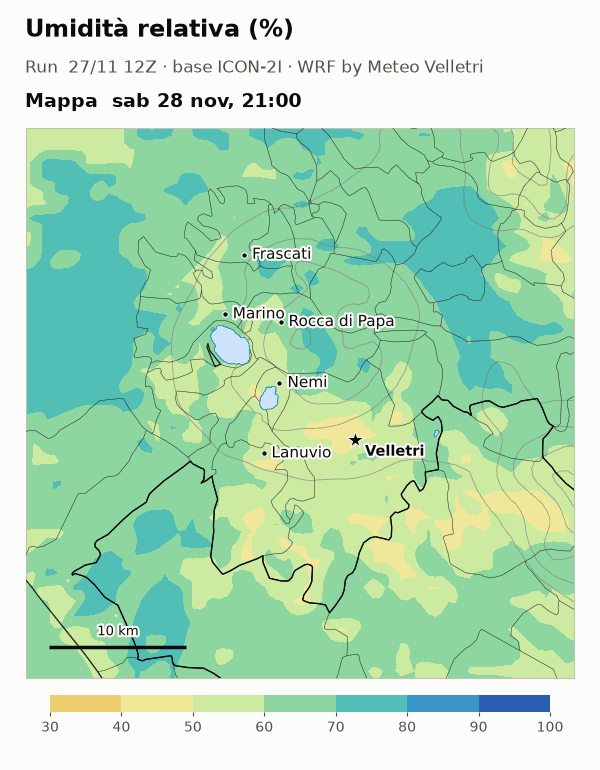 Umidità relativa (%)
Run  27/11 12Z · base ICON-2I · WRF by Meteo Velletri
Mappa  sab 28 nov, 21:00
Frascati
Marino
Rocca di Papa
Nemi
Velletri
Lanuvio
10 km
30 40 50 60 70 80 90 100